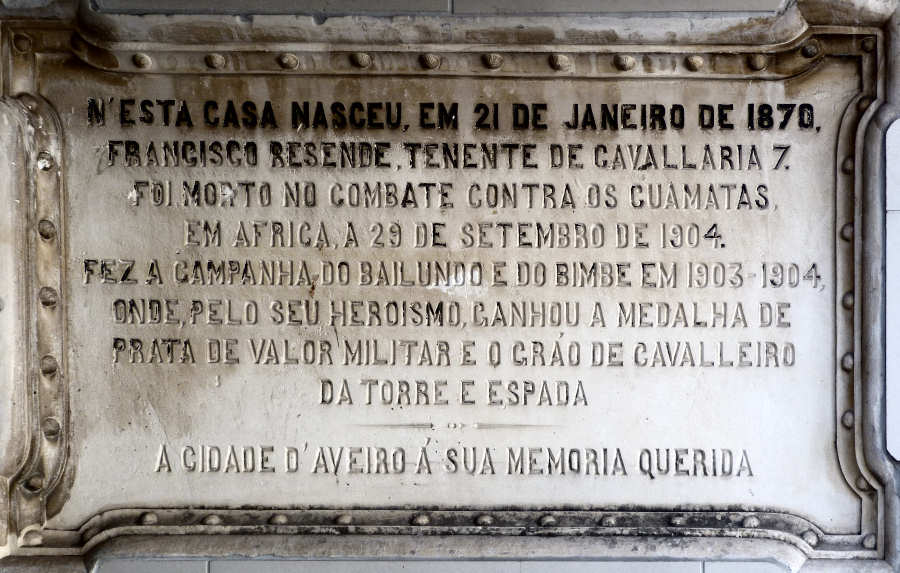 N'ESTA CASA NASCEU, EM 21 DE JANEIRO DE 1870,
FRANCISCO RESENDE, TENENTE DE CAVALLARIA 7.
FOI MORTO NO COMBATE CONTRA OS CUAMATAS,
EM AFRICA, A 29 DE SETEMBRO DE 1904.
FEZ A CAMPANHA DO BAILUNDO E DO BIMBE EM 1903-1904,
ONDE, PELO SEU HEROISMO, GANHOU A MEDALHA DE
PRATA DE VALOR MILITAR E O GRÁO DE CAVALLEIRO
DA TORRE E ESPADA
A CIDADE D'AVEIRO Á SUA MEMORIA QUERIDA